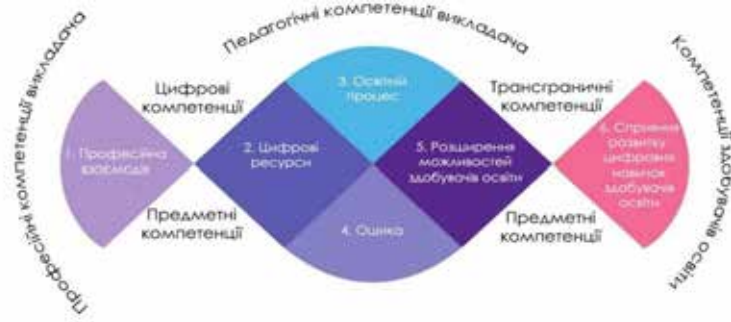 Професійні компетенції викладача
Педагогічні компетенції викладача
Компетенції здобувачів освіти
Цифрові
компетенції
Предметні
компетенції
1. Професійна
взаємодія
2. Цифрові
ресурси
3. Освітній
процес
4. Оцінка
5. Розширення
можливостей
здобувачів освіти
Трансграничні
компетенції
Предметні
компетенції
6. Сприяння
розвитку
цифрових
навичок
здобувачів
освіти